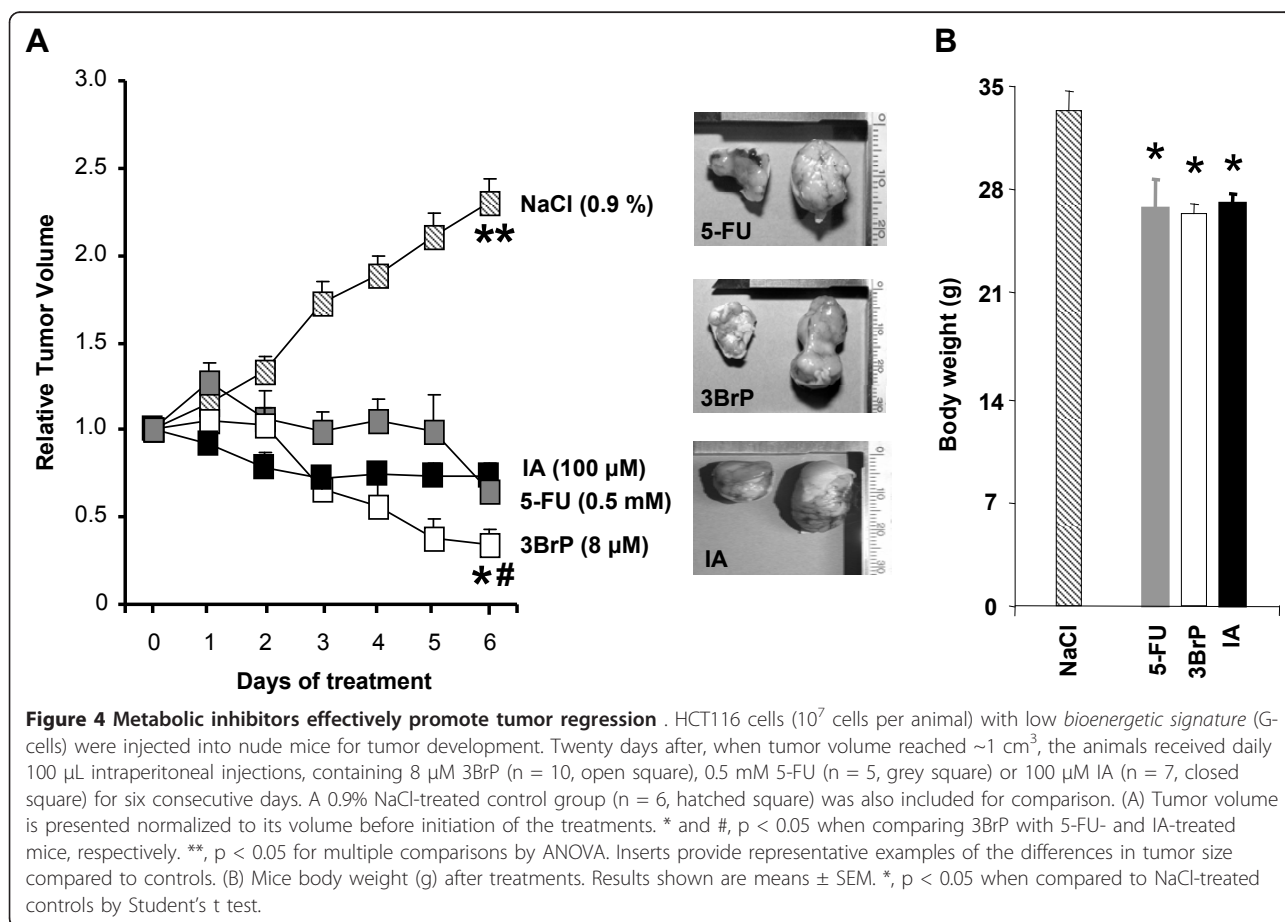 A
B
3.0
2.5
2.0
1.5
1.0
0.5
0
Relative Tumor Volume
NaCl (0.9 %)
**
IA (100 µM)
5-FU (0.5 mM)
3BrP (8 µM)
*#
0 1 2 3 4 5 6
Days of treatment
5-FU
0
10
20
3BrP
0
10
20
30
IA
0
10
20
30
35
28
21
14
7
0
Body weight (g)
* * *
NaCl
5-FU
3BrP
IA
Figure 4 Metabolic inhibitors effectively promote tumor regression . HCT116 cells (10⁷ cells per animal) with low bioenergetic signature (G-
cells) were injected into nude mice for tumor development. Twenty days after, when tumor volume reached ~1 cm³, the animals received daily
100 µL intraperitoneal injections, containing 8 µM 3BrP (n = 10, open square), 0.5 mM 5-FU (n = 5, grey square) or 100 µM IA (n = 7, closed
square) for six consecutive days. A 0.9% NaCl-treated control group (n = 6, hatched square) was also included for comparison. (A) Tumor volume
is presented normalized to its volume before initiation of the treatments. * and #, p < 0.05 when comparing 3BrP with 5-FU- and IA-treated
mice, respectively. **, p < 0.05 for multiple comparisons by ANOVA. Inserts provide representative examples of the differences in tumor size
compared to controls. (B) Mice body weight (g) after treatments. Results shown are means ± SEM. *, p < 0.05 when compared to NaCl-treated
controls by Student's t test.